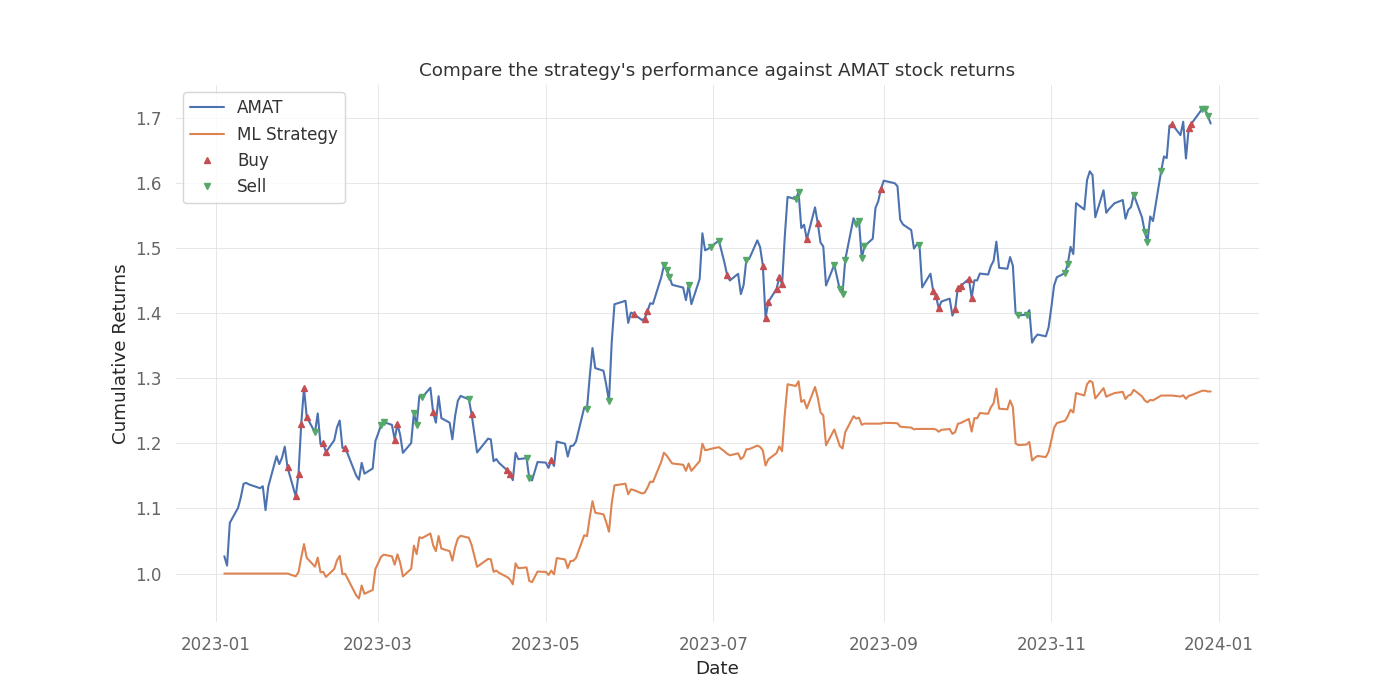 Compare the strategy's performance against AMAT stock returns
AMAT
ML Strategy
Buy
Sell
Cumulative Returns
1.7
1.6
1.5
1.4
1.3
1.2
1.1
1.0
2023-01 2023-03 2023-05 2023-07 2023-09 2023-11 2024-01
Date